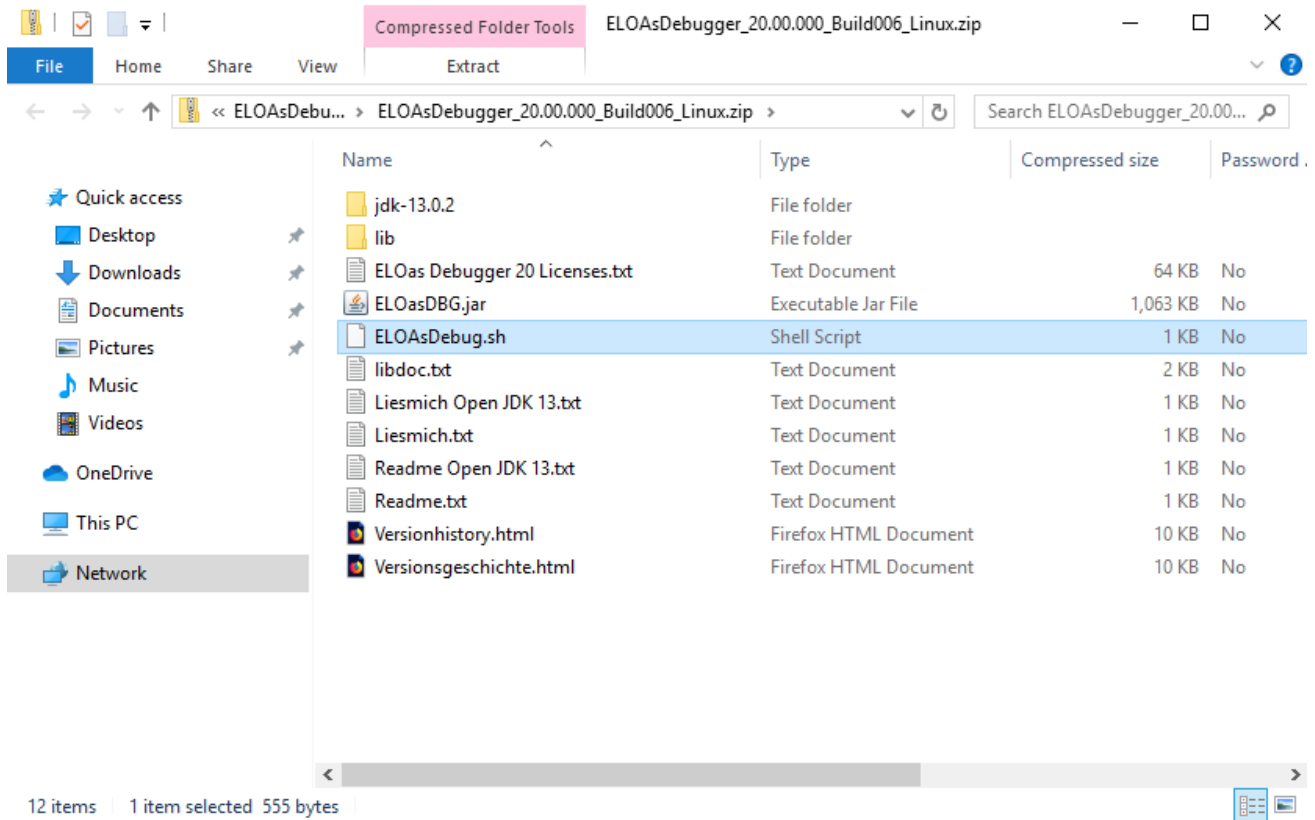 Compressed Folder Tools
ELOAsDebugger_20.00.000_Build006_Linux.zip
File Home Share View Extract
« ELOAsDebu... › ELOAsDebugger_20.00.000_Build006_Linux.zip ›
Search ELOAsDebugger_20.00...
Name Type Compressed size Password
Quick access
Desktop
Downloads
Documents
Pictures
Music
Videos
OneDrive
This PC
Network
jdk-13.0.2 File folder
lib File folder
ELOas Debugger 20 Licenses.txt Text Document 64 KB No
ELOasDBG.jar Executable Jar File 1,063 KB No
ELOAsDebug.sh Shell Script 1 KB No
libdoc.txt Text Document 2 KB No
Liesmich Open JDK 13.txt Text Document 1 KB No
Liesmich.txt Text Document 1 KB No
Readme Open JDK 13.txt Text Document 1 KB No
Readme.txt Text Document 1 KB No
Versionhistory.html Firefox HTML Document 10 KB No
Versionsgeschichte.html Firefox HTML Document 10 KB No
12 items 1 item selected 555 bytes